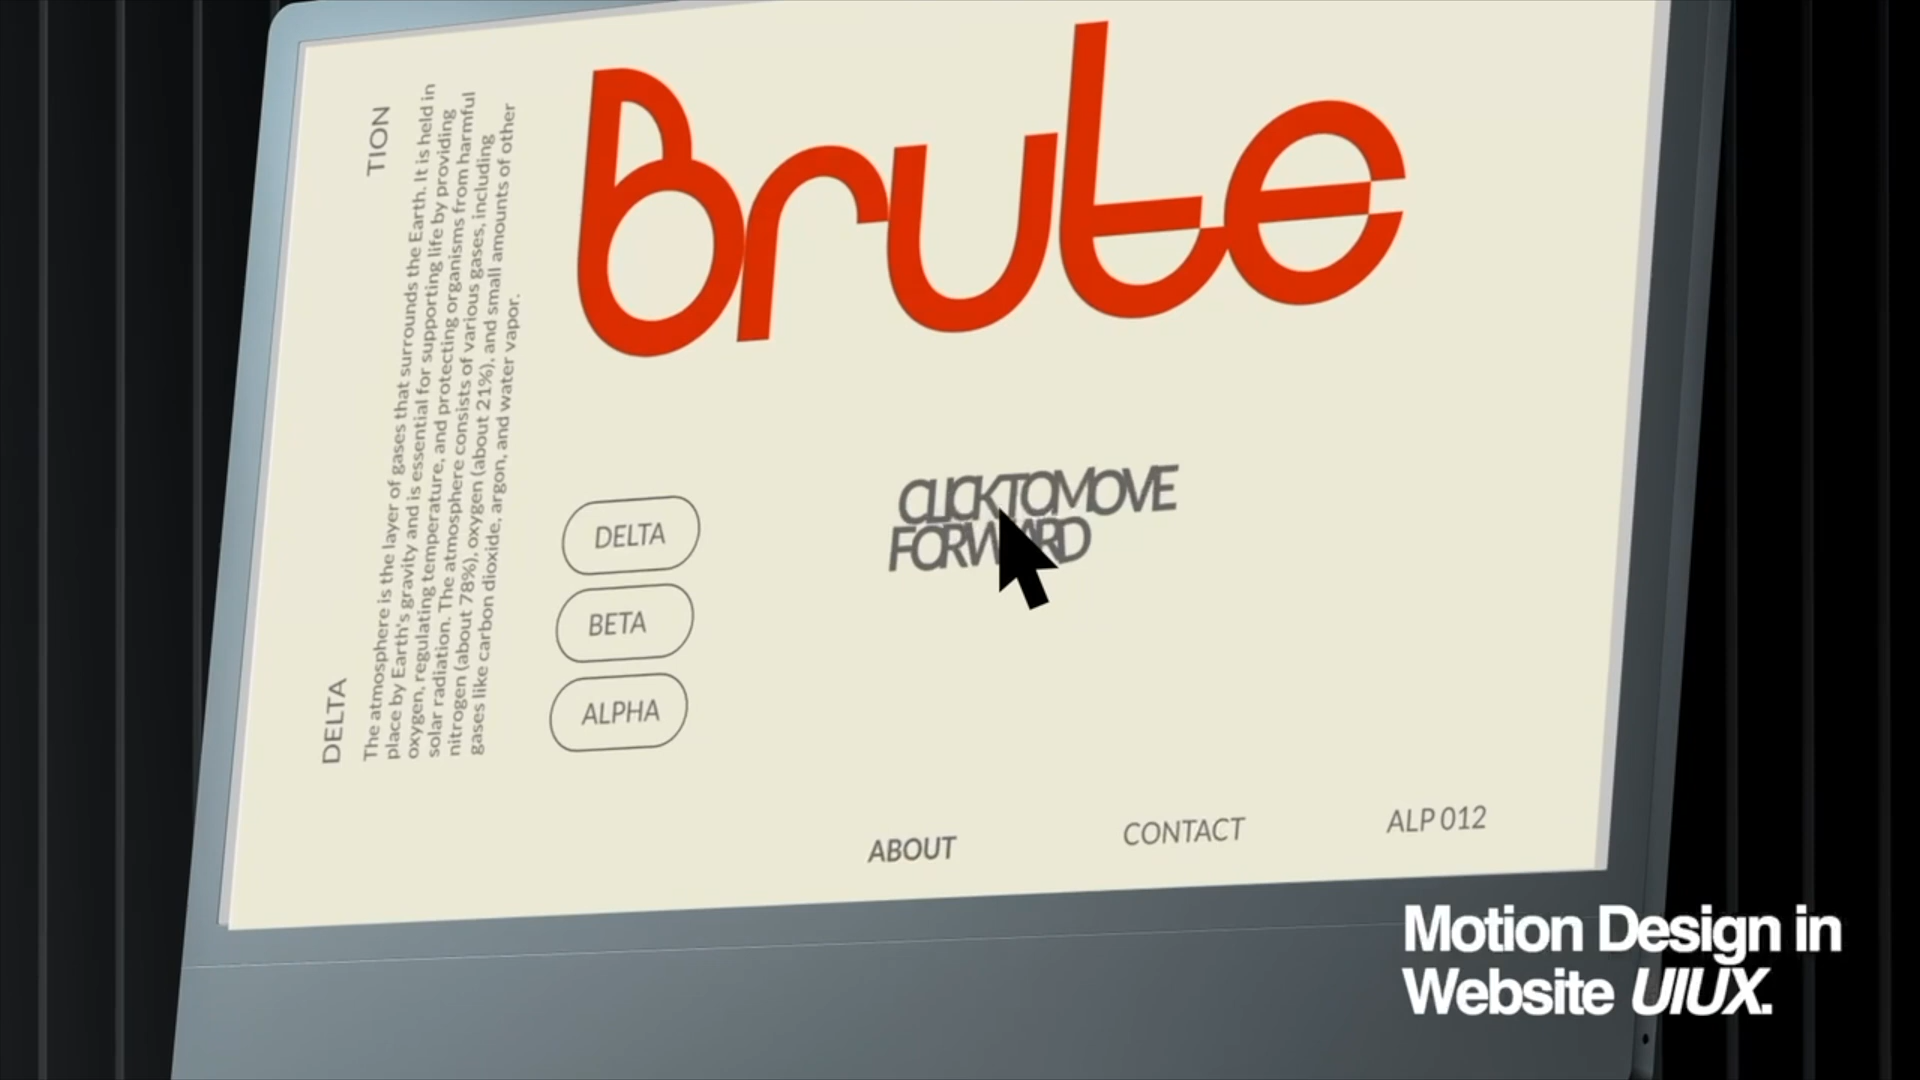 Brute
DELTA
TION
The atmosphere is the layer of gases that surrounds the Earth. It is held in
place by Earth's gravity and is essential for supporting life by providing
oxygen, regulating temperature, and protecting organisms from harmful
solar radiation. The atmosphere consists of various gases, including
nitrogen (about 78%), oxygen (about 21%), and small amounts of other
gases like carbon dioxide, argon, and water vapor.
DELTA
BETA
ALPHA
CLICK TO MOVE
FORWARD
ABOUT
CONTACT
ALP 012
Motion Design in
Website UIUX.